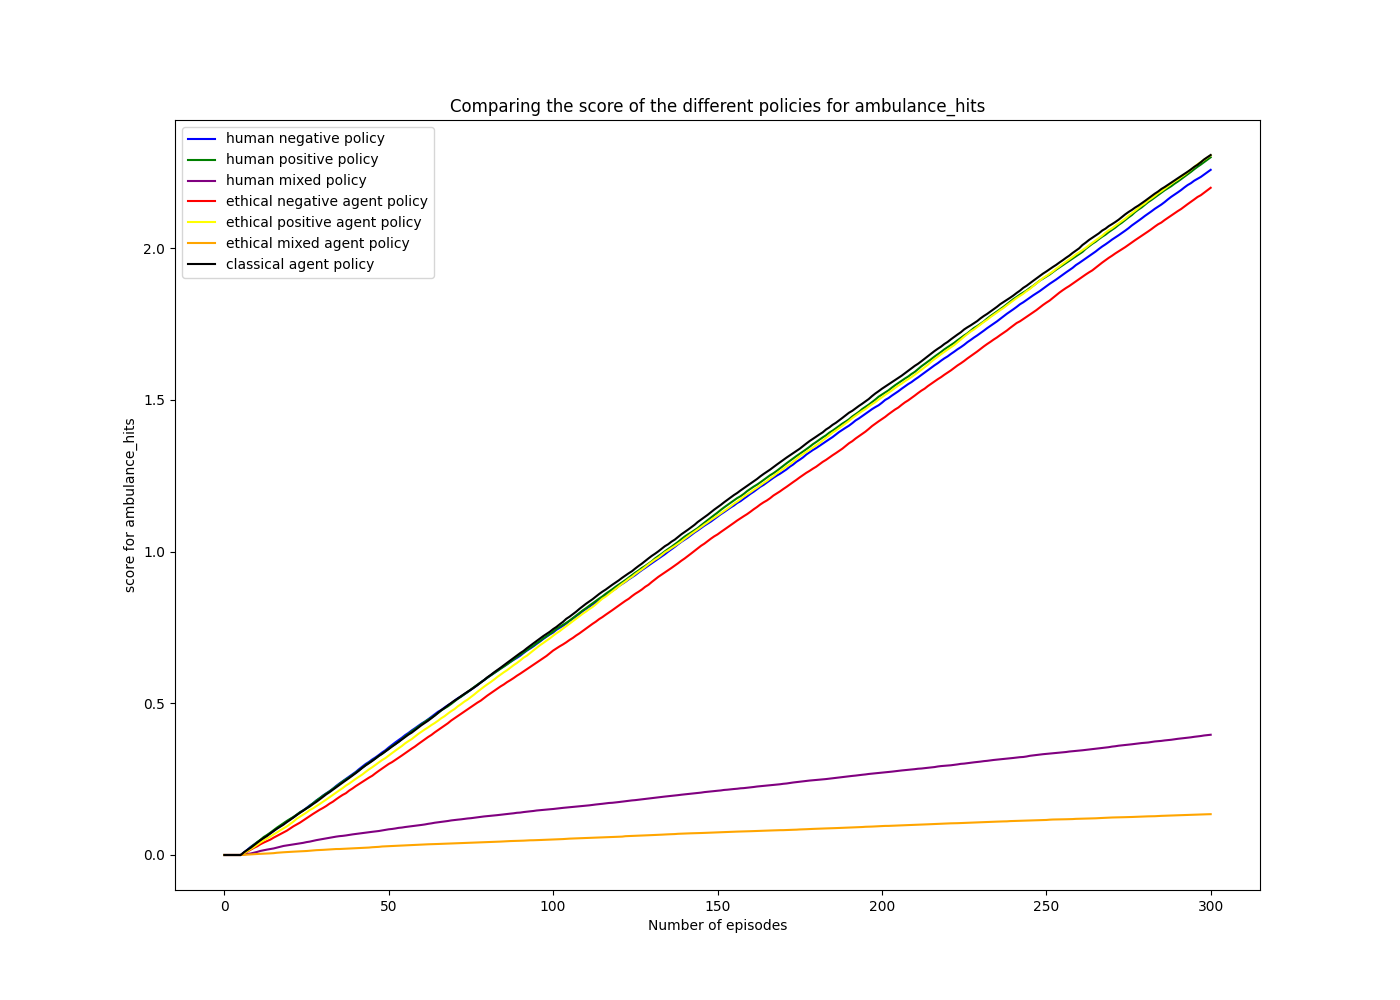 Comparing the score of the different policies for ambulance_hits
human negative policy
human positive policy
human mixed policy
ethical negative agent policy
ethical positive agent policy
ethical mixed agent policy
classical agent policy
score for ambulance_hits
2.0
1.5
1.0
0.5
0.0
0 50 100 150 200 250 300
Number of episodes